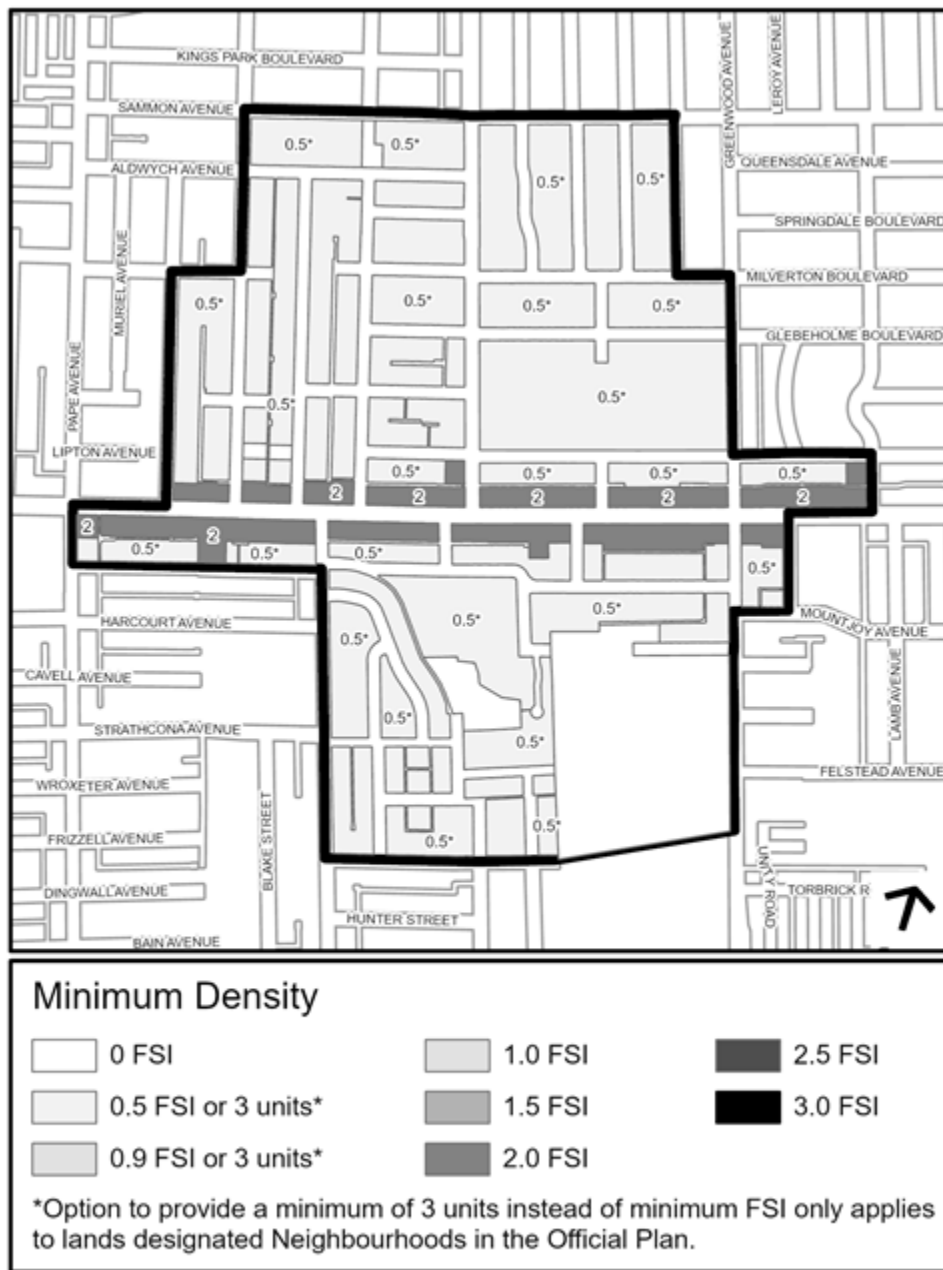 KINGS PARK BOULEVARD
GREENWOOD AVENUE
LEROY AVENUE
SAMMON AVENUE
0.5*
0.5*
0.5*
0.5*
QUEENSDALE AVENUE
ALDWYCH AVENUE
SPRINGDALE BOULEVARD
MURIEL AVENUE
MILVERTON BOULEVARD
0.5*
0.5*
0.5*
0.5*
GLEBEHOLME BOULEVARD
PAPE AVENUE
0.5*
0.5*
LIPTON AVENUE
0.5*
0.5*
0.5*
0.5*
2
2
2
2
2
2
2
0.5*
0.5*
0.5*
0.5*
HARCOURT AVENUE
0.5*
0.5*
0.5*
MOUNTJOY AVENUE
CAVELL AVENUE
LAMB AVENUE
0.5*
STRATHCONA AVENUE
0.5*
FELSTEAD AVENUE
WROXETER AVENUE
BLAKE STREET
0.5*
0.5*
FRIZZELL AVENUE
UNITY ROAD
DINGWALL AVENUE
TORBRICK R
HUNTER STREET
BAIN AVENUE
Minimum Density
0 FSI
1.0 FSI
2.5 FSI
0.5 FSI or 3 units*
1.5 FSI
3.0 FSI
0.9 FSI or 3 units*
2.0 FSI
*Option to provide a minimum of 3 units instead of minimum FSI only applies
to lands designated Neighbourhoods in the Official Plan.